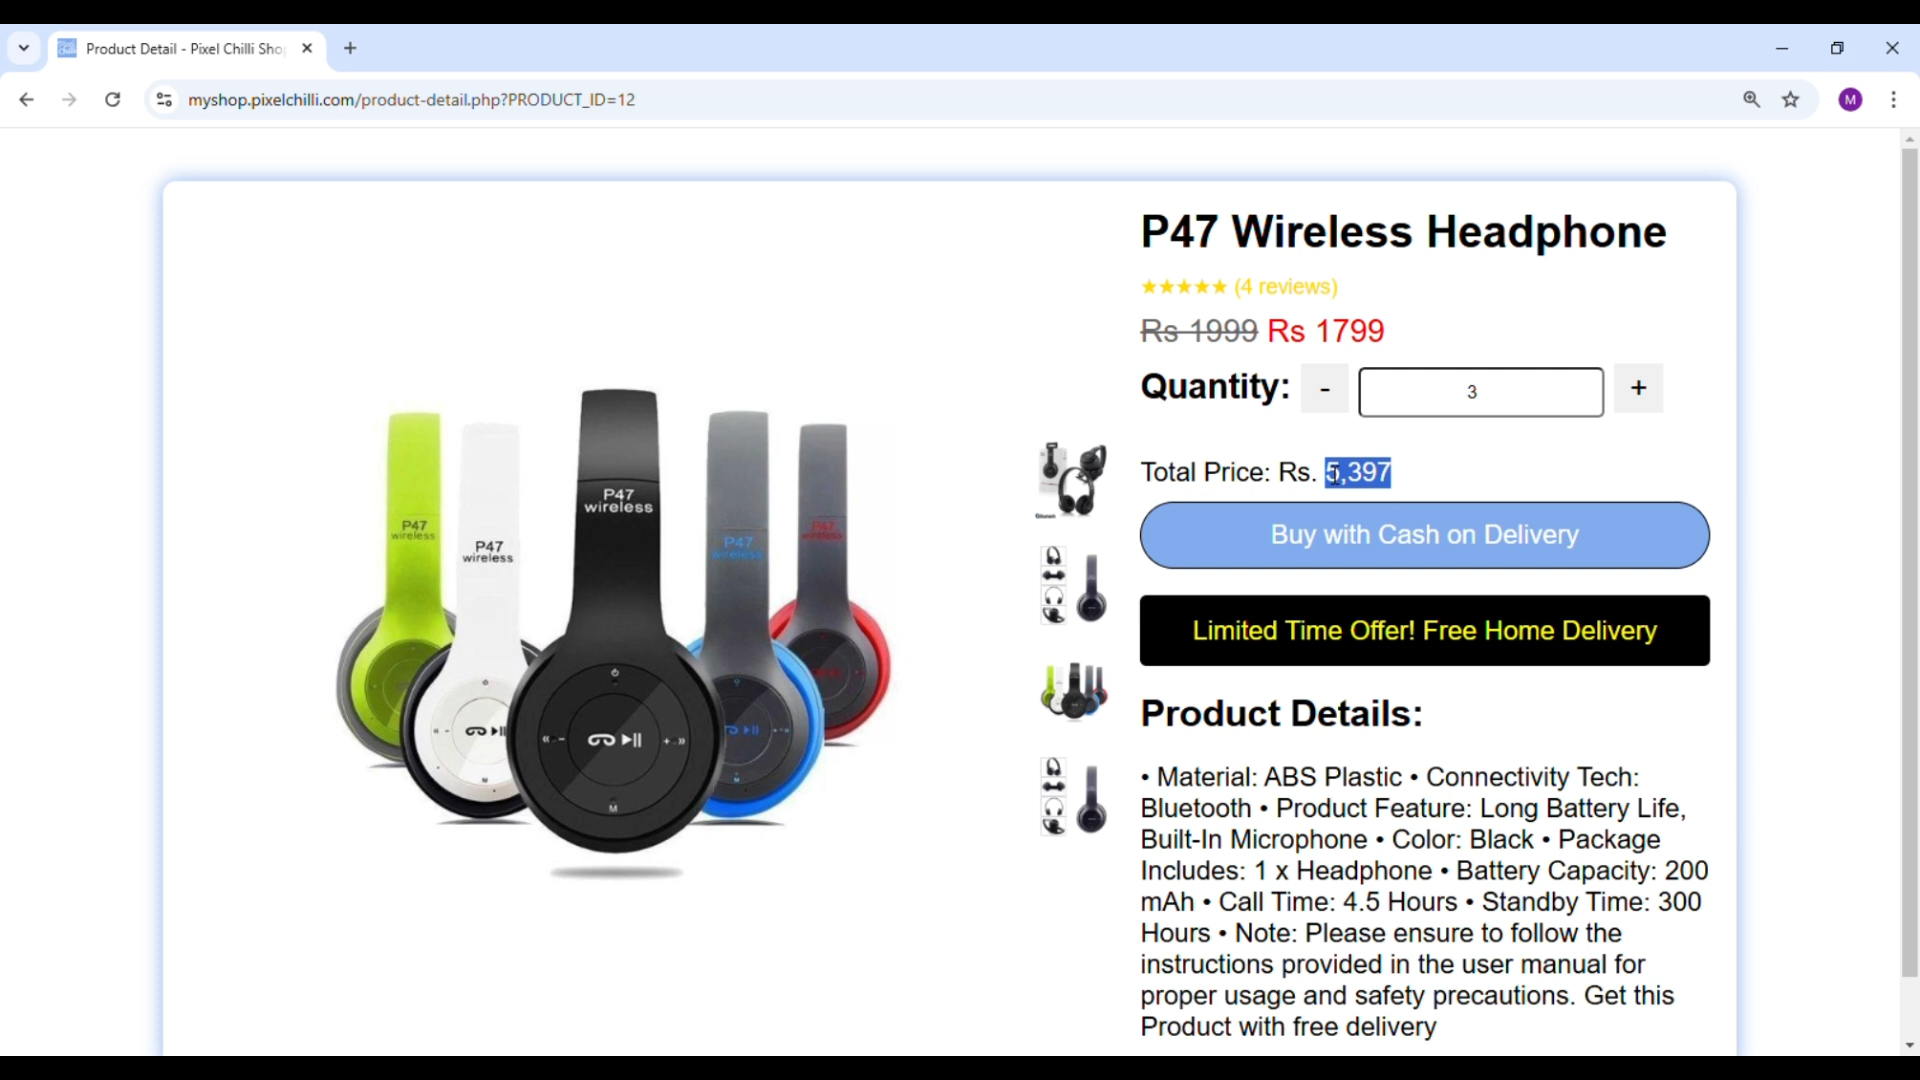 Product Detail - Pixel Chilli Sho
myshop.pixelchilli.com/product-detail.php?PRODUCT_ID=12
M
P47 Wireless Headphone
★★★★★ (4 reviews)
Rs 1999 Rs 1799
Quantity: - 3 +
Total Price: Rs. 5,397
Buy with Cash on Delivery
Limited Time Offer! Free Home Delivery
Product Details:
• Material: ABS Plastic • Connectivity Tech:
Bluetooth • Product Feature: Long Battery Life,
Built-In Microphone • Color: Black • Package
Includes: 1 x Headphone • Battery Capacity: 200
mAh • Call Time: 4.5 Hours • Standby Time: 300
Hours • Note: Please ensure to follow the
instructions provided in the user manual for
proper usage and safety precautions. Get this
Product with free delivery
P47
wireless
P47
wireless
P47
wireless
P47
wireless
P47
wireless
M